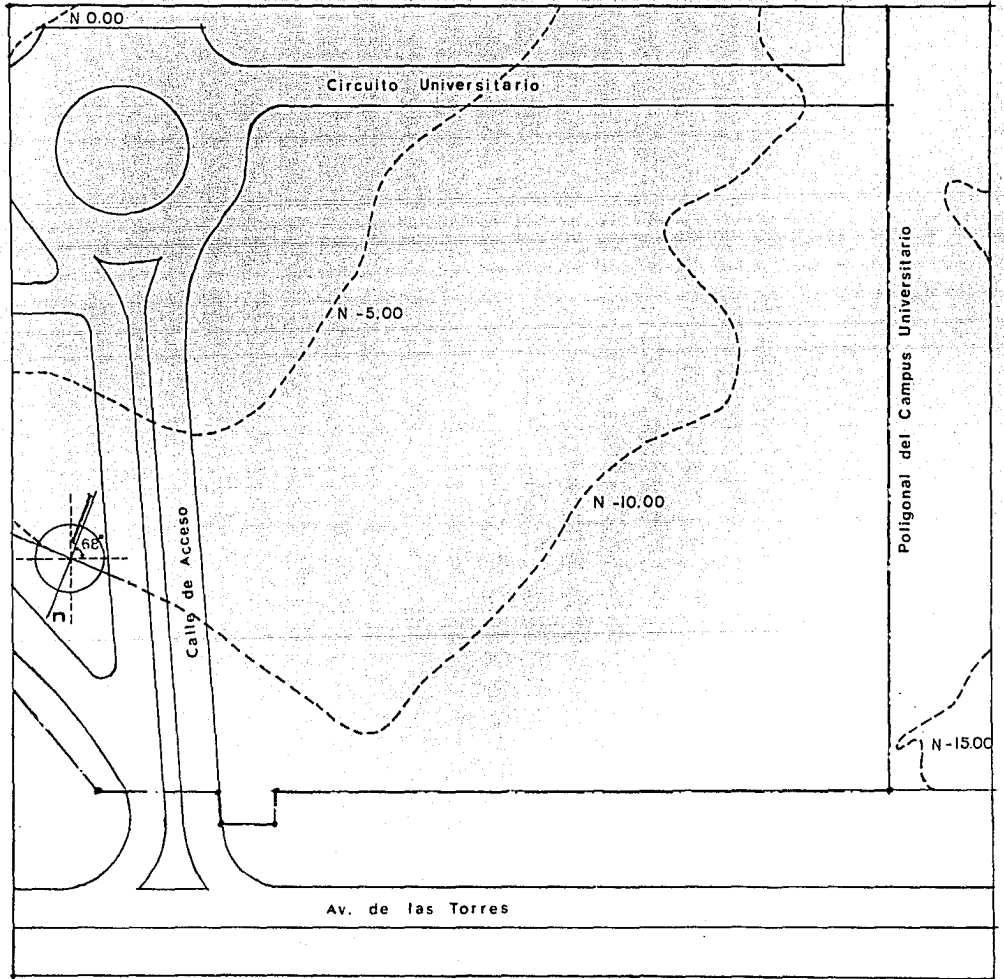 N 0.00
Circuito Universitario
N -5.00
Poligonal del Campus Universitario
N -10.00
68°
Calle de Acceso
N -15.00
Av. de las Torres